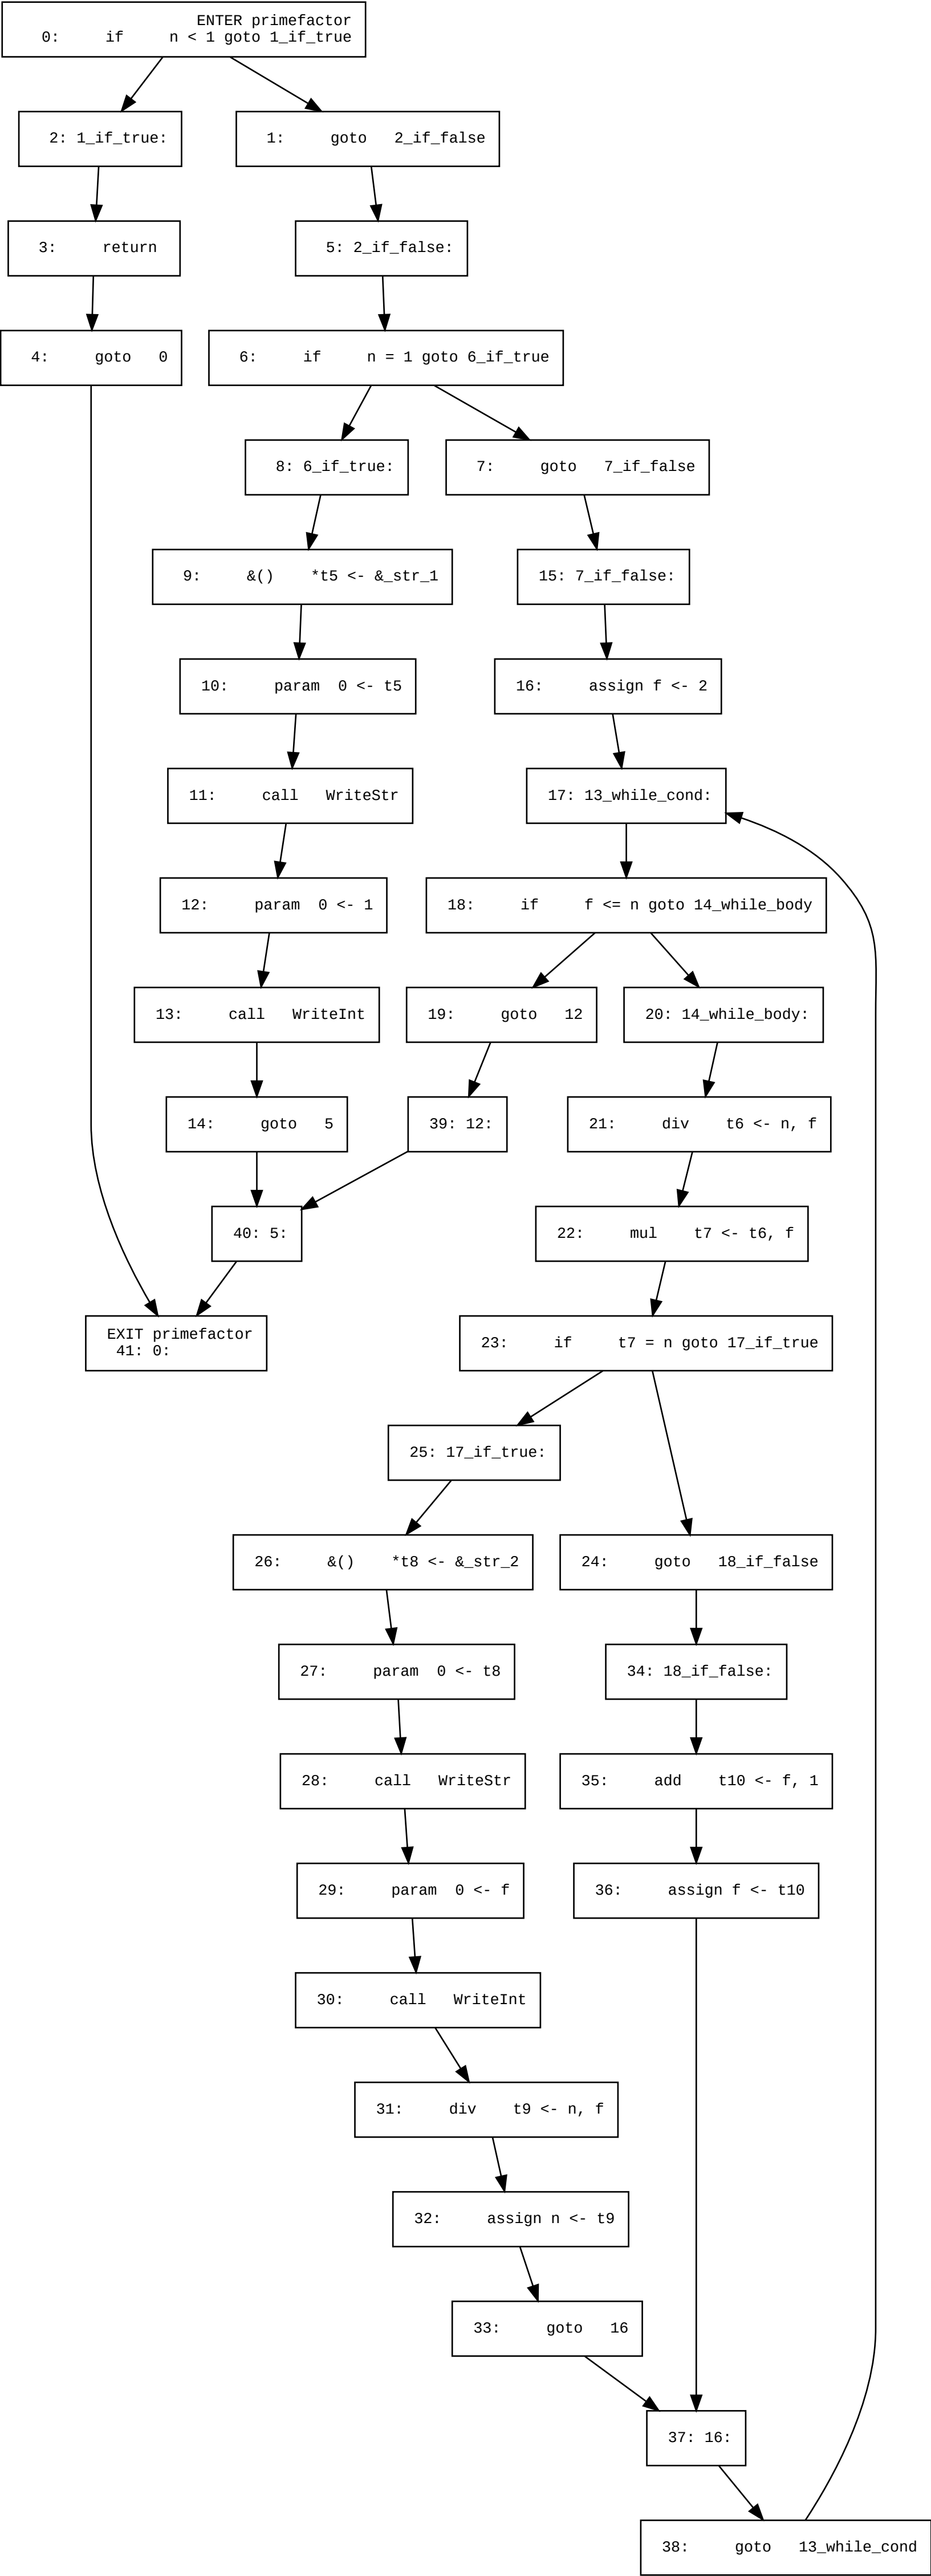 ENTER primefactor
0:     if     n < 1 goto 1_if_true
2: 1_if_true:
1:     goto   2_if_false
3:     return
5: 2_if_false:
4:     goto   0
6:     if     n = 1 goto 6_if_true
8: 6_if_true:
7:     goto   7_if_false
9:     &()    *t5 <- &_str_1
15: 7_if_false:
10:     param  0 <- t5
16:     assign f <- 2
11:     call   WriteStr
17: 13_while_cond:
12:     param  0 <- 1
18:     if     f <= n goto 14_while_body
13:     call   WriteInt
19:     goto   12
20: 14_while_body:
14:     goto   5
39: 12:
21:     div    t6 <- n, f
40: 5:
22:     mul    t7 <- t6, f
EXIT primefactor
41: 0:
23:     if     t7 = n goto 17_if_true
25: 17_if_true:
26:     &()    *t8 <- &_str_2
24:     goto   18_if_false
27:     param  0 <- t8
34: 18_if_false:
28:     call   WriteStr
35:     add    t10 <- f, 1
29:     param  0 <- f
36:     assign f <- t10
30:     call   WriteInt
31:     div    t9 <- n, f
32:     assign n <- t9
33:     goto   16
37: 16:
38:     goto   13_while_cond